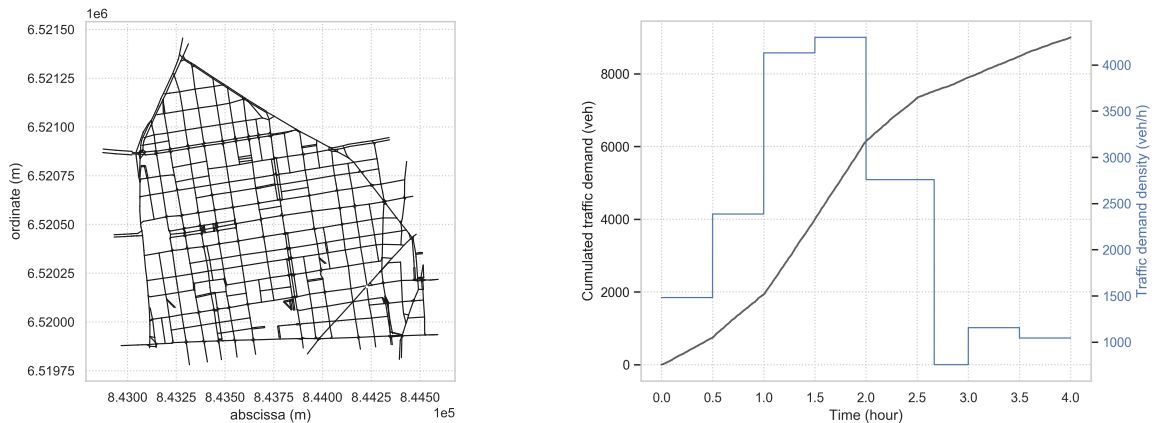 1e6
6.52150
6.52125
6.52100
6.52075
6.52050
6.52025
6.52000
6.51975
ordinate (m)
8.4300 8.4325 8.4350 8.4375 8.4400 8.4425 8.4450
abscissa (m)
1e5
8000
6000
4000
2000
0
Cumulated traffic demand (veh)
0.0 0.5 1.0 1.5 2.0 2.5 3.0 3.5 4.0
Time (hour)
4000
3500
3000
2500
2000
1500
1000
Traffic demand density (veh/h)